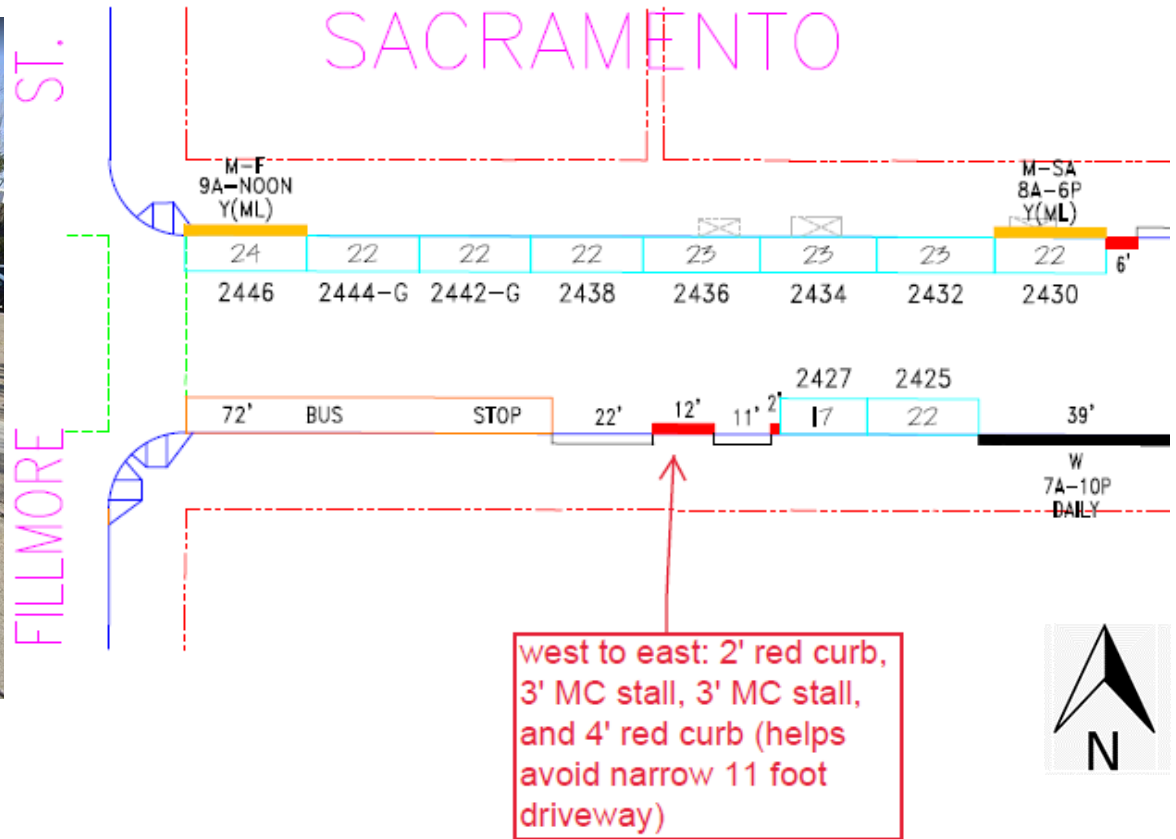 SACRAMENTO
ST.
M-F
9A-NOON
Y(ML)
M-SA
8A-6P
Y(ML)
24 22 22 22 23 23 23 22 6'
2446 2444-G 2442-G 2438 2436 2434 2432 2430
2427 2425
72' BUS STOP 22' 12' 11' 2' 17 22 39'
W
7A-10P
DAILY
FILLMORE
west to east: 2' red curb,
3' MC stall, 3' MC stall,
and 4' red curb (helps
avoid narrow 11 foot
driveway)
N